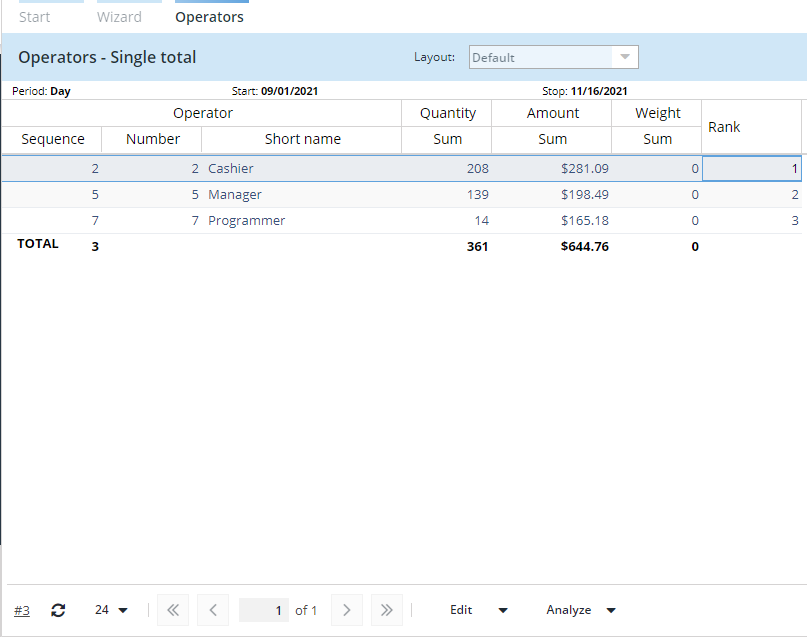 Start Wizard Operators
Operators - Single total Layout: Default
Period: Day Start: 09/01/2021 Stop: 11/16/2021
Operator Quantity Amount Weight Rank
Sequence Number Short name Sum Sum Sum
2 2 Cashier 208 $281.09 0 1
5 5 Manager 139 $198.49 0 2
7 7 Programmer 14 $165.18 0 3
TOTAL 3 361 $644.76 0
#3 24 1 of 1 Edit Analyze